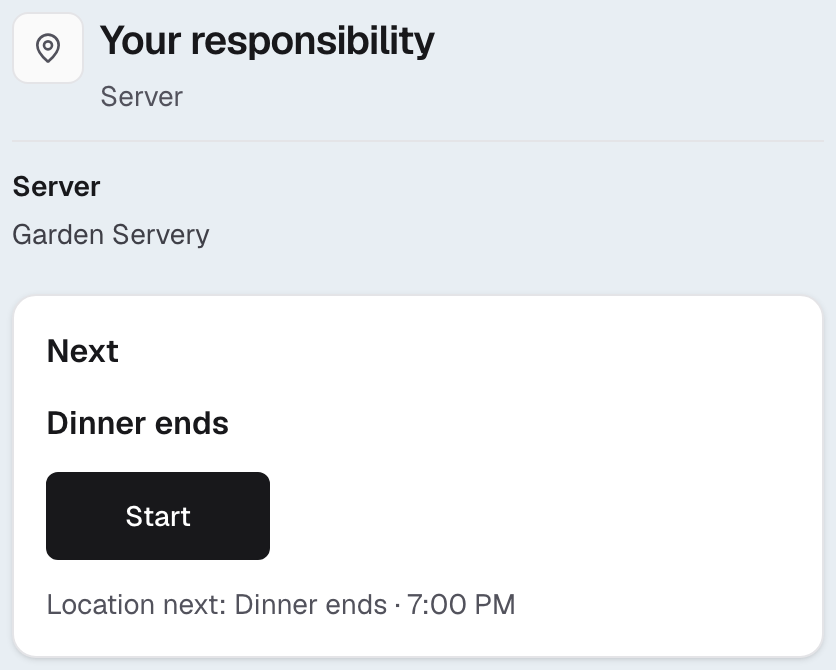 Your responsibility
Server
Server
Garden Servery
Next
Dinner ends
Start
Location next: Dinner ends · 7:00 PM